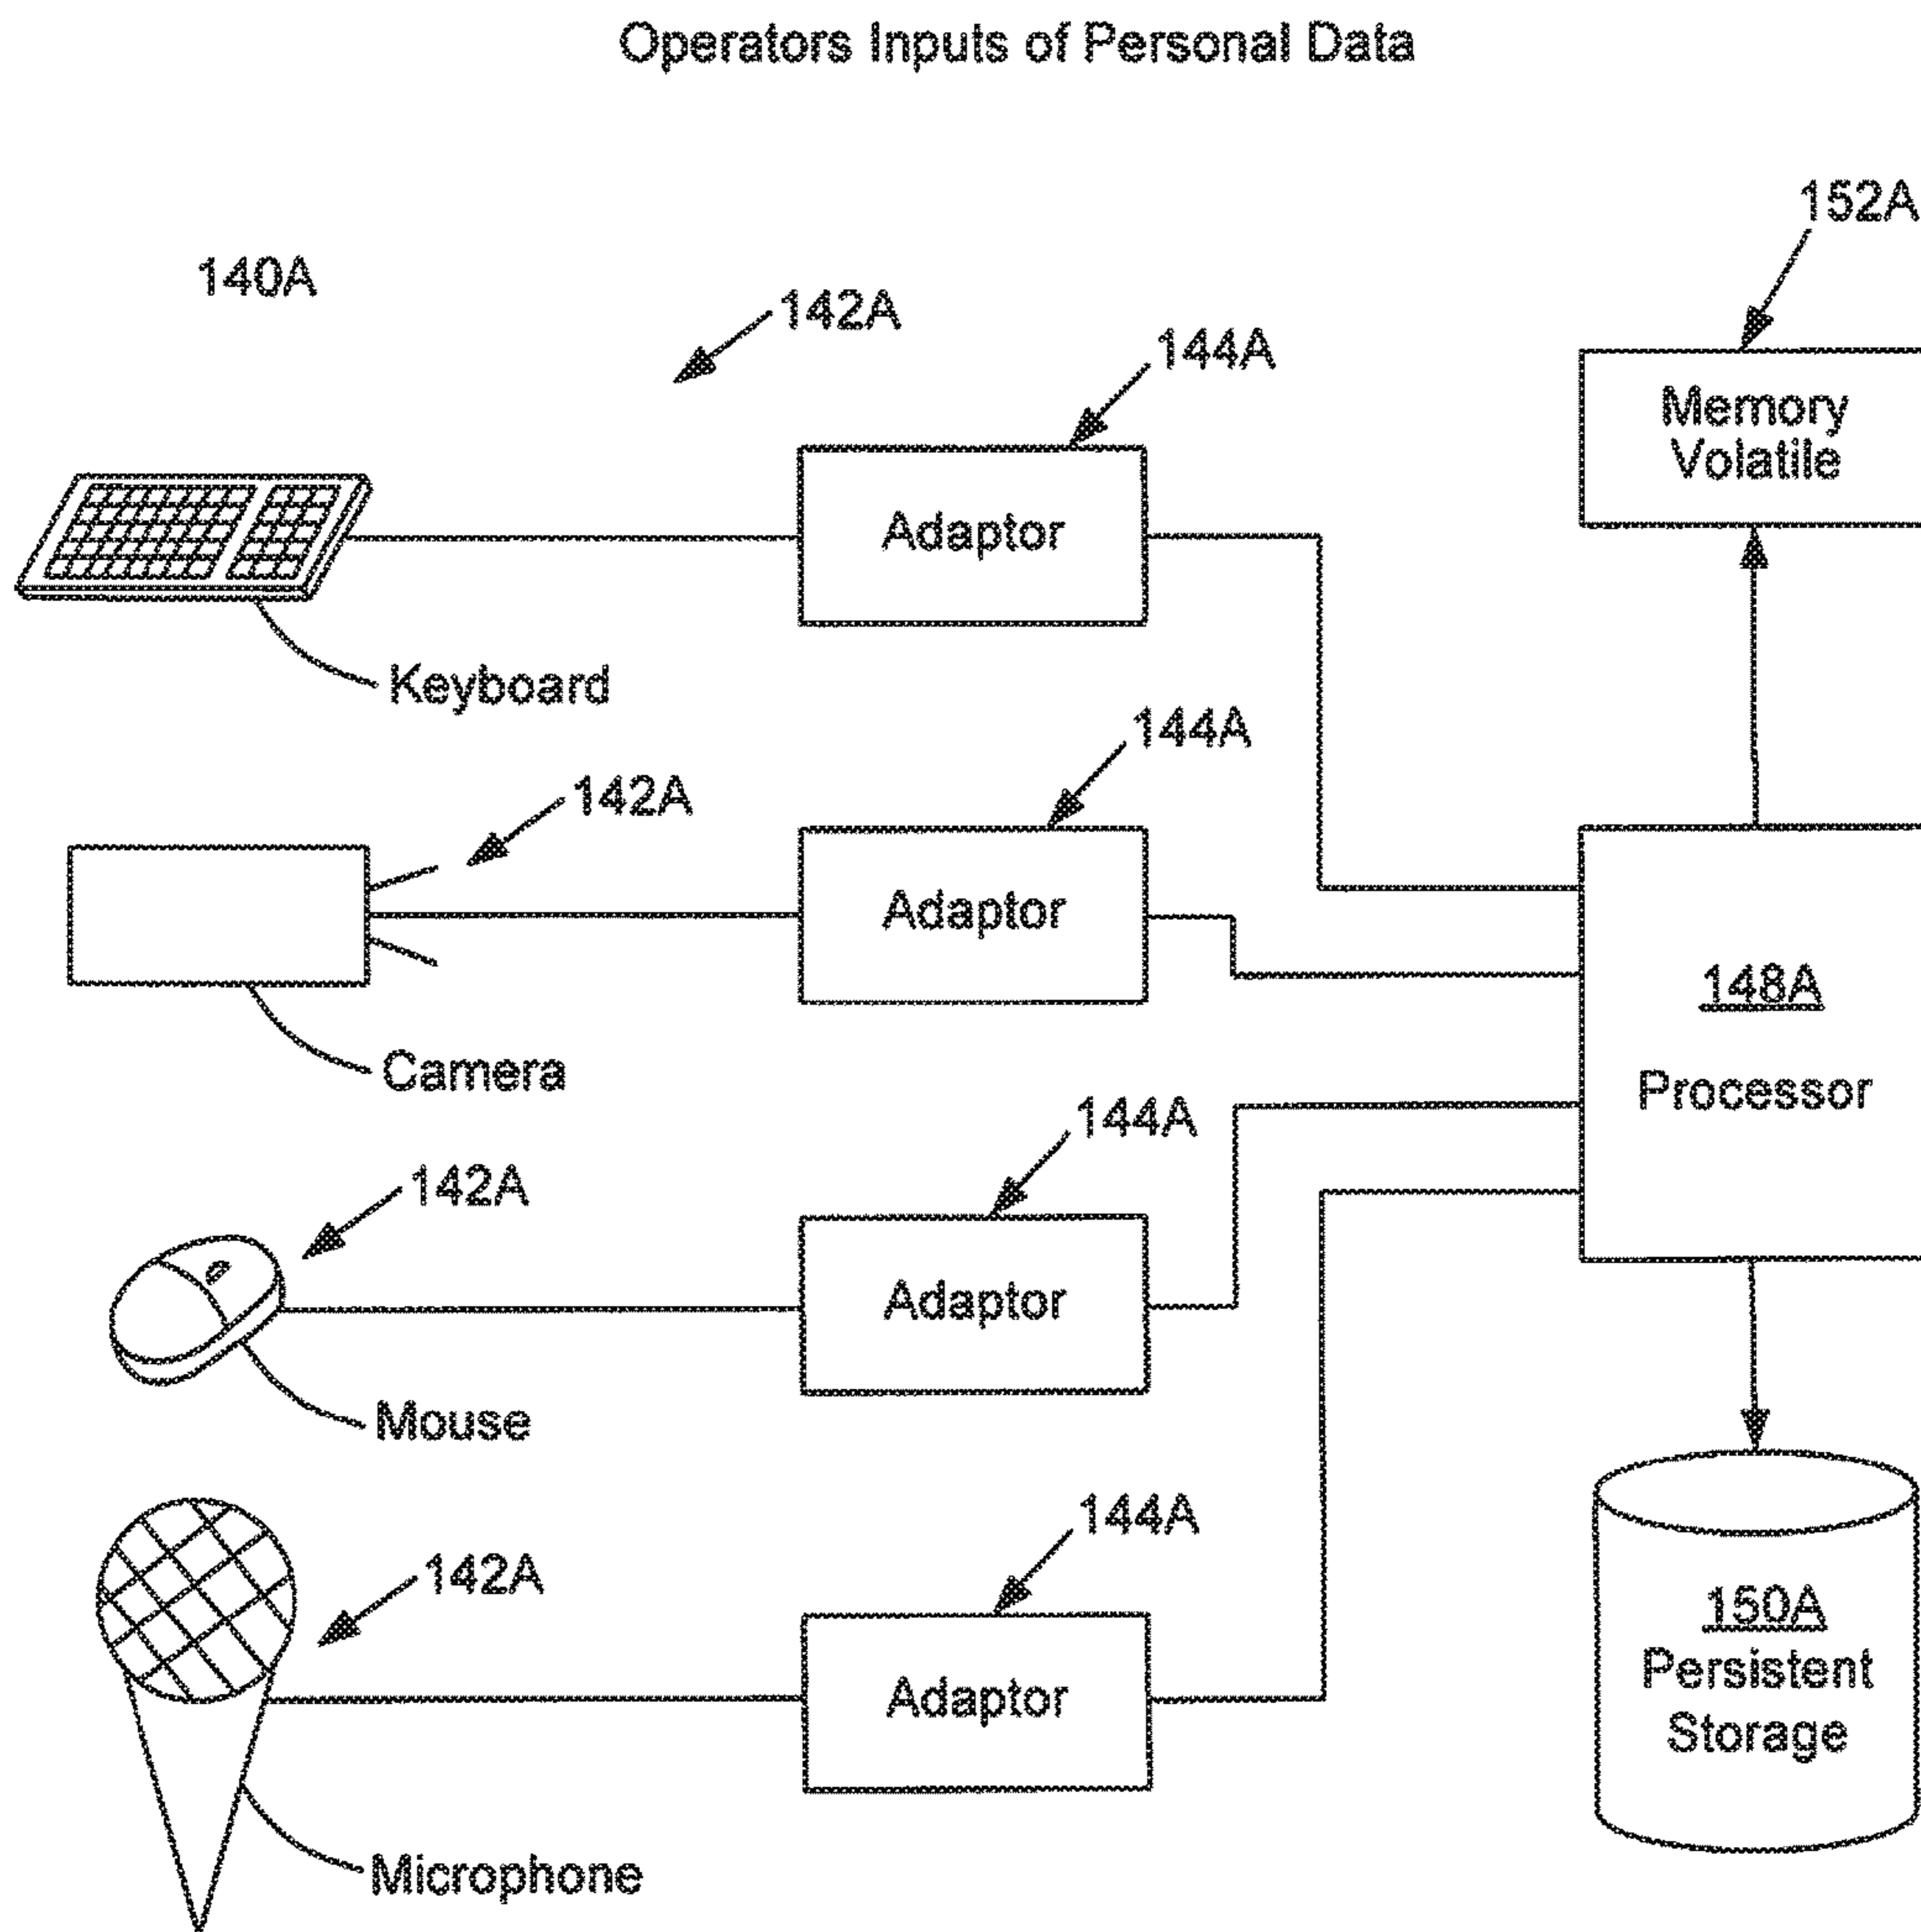 Operators Inputs of Personal Data
152A
140A
142A
144A
Memory
Volatile
Adaptor
Keyboard
144A
142A
Adaptor
148A
Camera
Processor
144A
142A
Adaptor
Mouse
144A
142A
150A
Adaptor
Persistent
Storage
Microphone